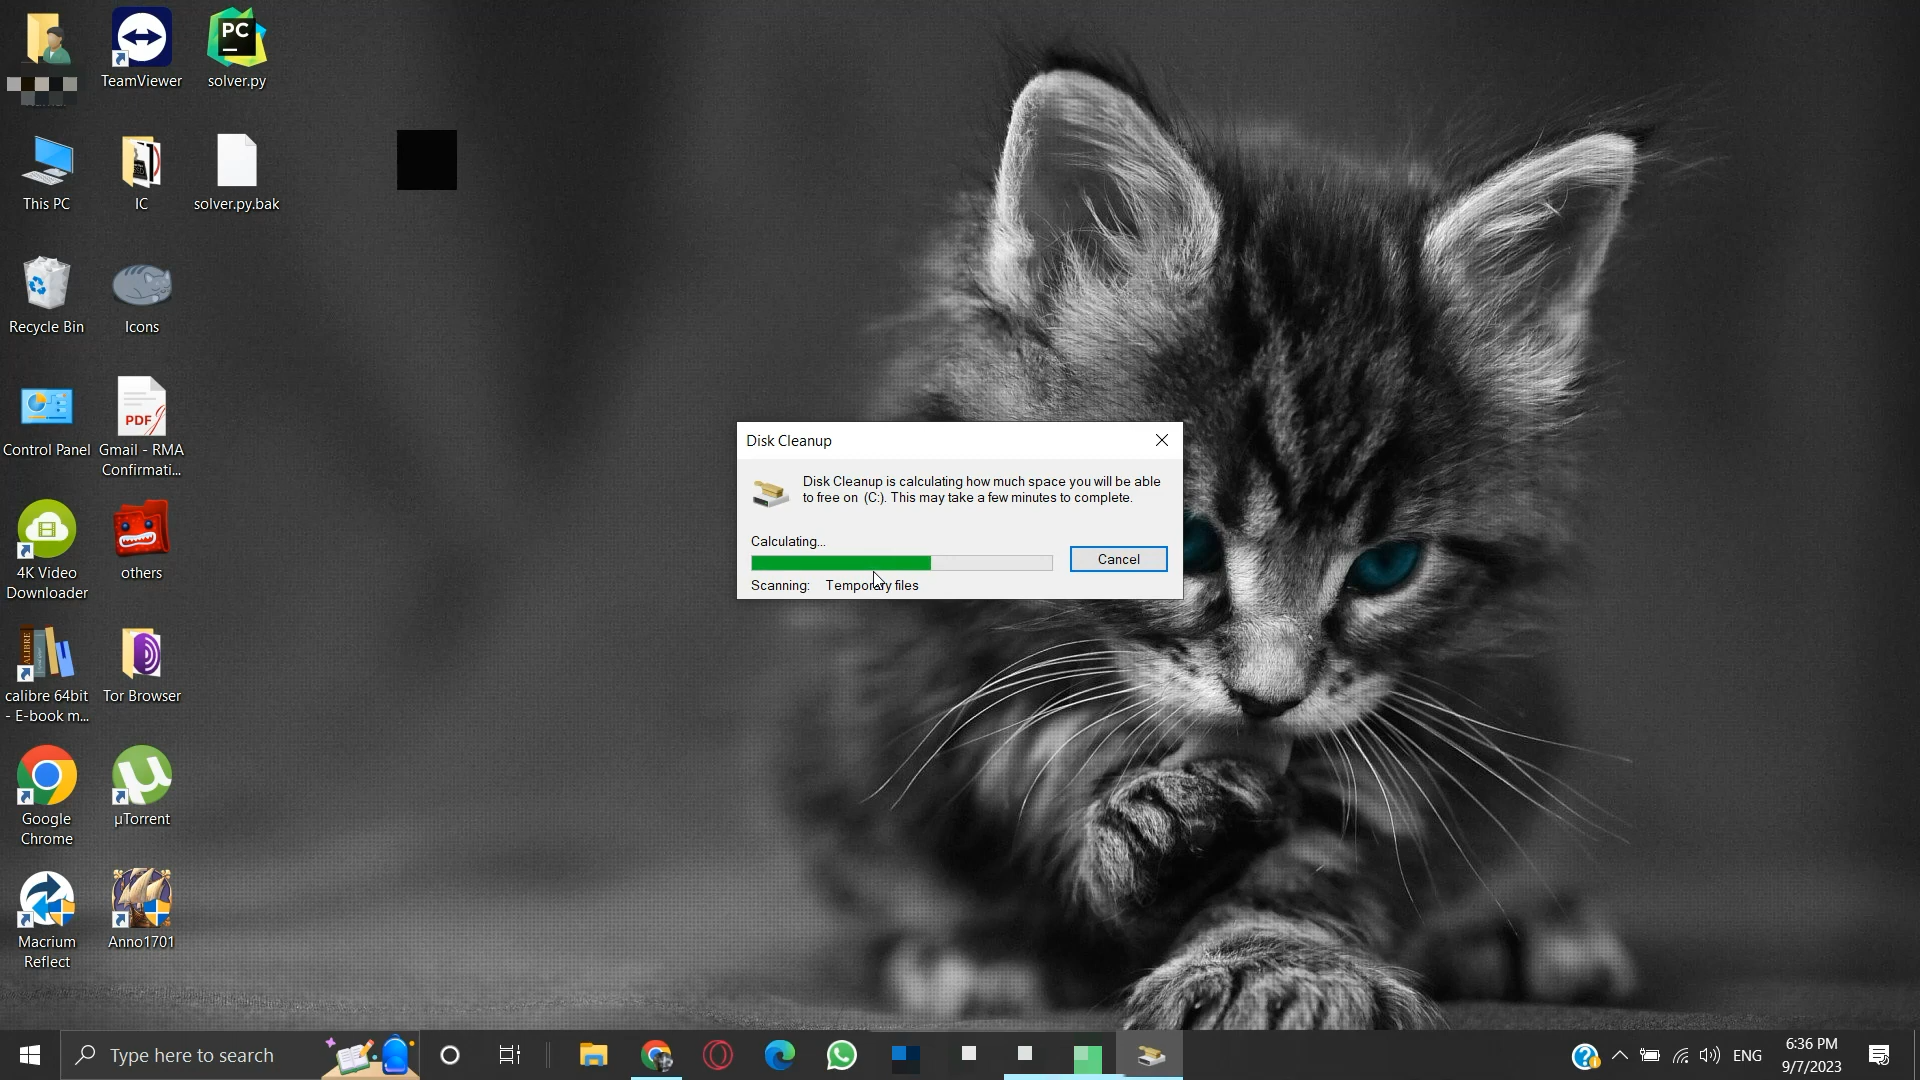 TeamViewer
PC
solver.py
This PC
IC
solver.py.bak
Recycle Bin
Icons
Control Panel
PDF
Gmail - RMA
Confirmati...
4K Video
Downloader
others
CALIBRE
calibre 64bit
- E-book m...
Tor Browser
Google
Chrome
µTorrent
Macrium
Reflect
Anno1701
Disk Cleanup
Disk Cleanup is calculating how much space you will be able
to free on (C:). This may take a few minutes to complete.
Calculating...
Cancel
Scanning: Temporary files
Type here to search
ENG
6:36 PM
9/7/2023